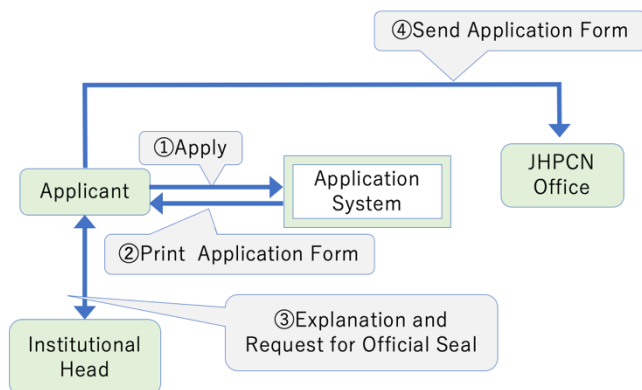 ④Send Application Form
①Apply
Applicant
Application
System
JHPCN
Office
②Print Application Form
③Explanation and
Request for Official Seal
Institutional
Head